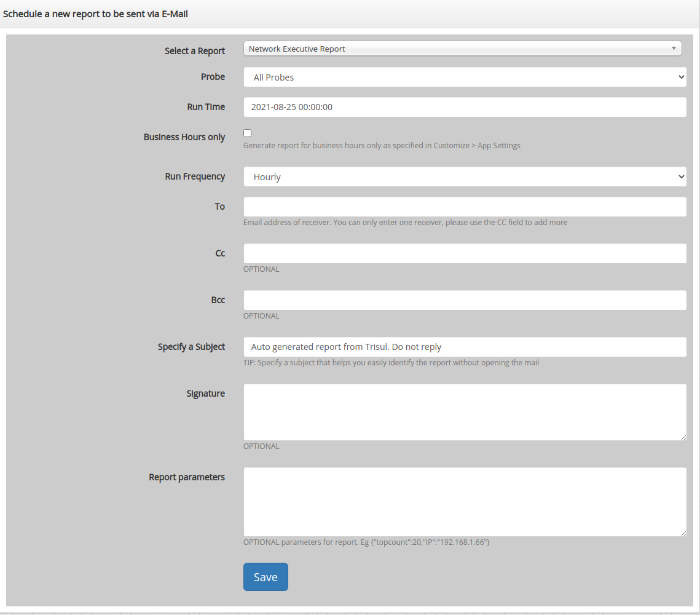 Schedule a new report to be sent via E-Mail
Select a Report Network Executive Report
Probe All Probes
Run Time 2021-08-25 00:00:00
Business Hours only
Generate report for business hours only as specified in Customize > App Settings
Run Frequency Hourly
To
Email address of receiver. You can only enter one receiver, please use the CC field to add more
Cc
OPTIONAL
Bcc
OPTIONAL
Specify a Subject Auto generated report from Trisul. Do not reply
TIP: Specify a subject that helps you easily identify the report without opening the mail
Signature
OPTIONAL
Report parameters
OPTIONAL parameters for report. Eg {"topcount":20,"IP":"192.168.1.66"}
Save